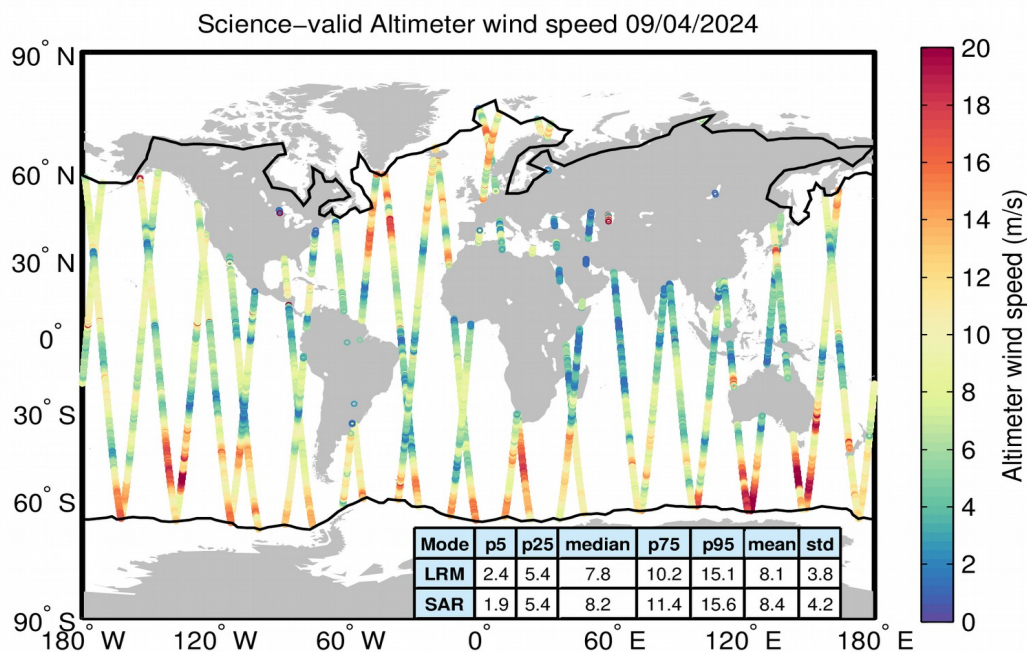 Science-valid Altimeter wind speed 09/04/2024
90° N
60° N
30° N
0°
30° S
60° S
90° S
180° W
120° W
60° W
0°
60° E
120° E
180° E
Mode p5 p25 median p75 p95 mean std
LRM 2.4 5.4 7.8 10.2 15.1 8.1 3.8
SAR 1.9 5.4 8.2 11.4 15.6 8.4 4.2
20
18
16
14
12
10
8
6
4
2
0
Altimeter wind speed (m/s)